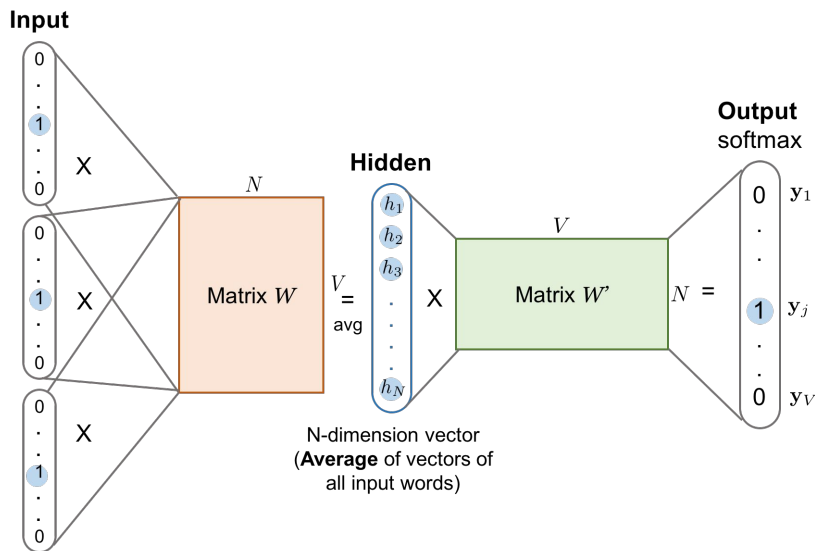 Input
0
.
.
1
.
.
0
X
0
.
.
1
.
.
0
X
0
.
.
1
.
.
0
X
N
Matrix W
V
=
avg
Hidden
h1
h2
h3
.
.
.
.
hN
N-dimension vector
(Average of vectors of
all input words)
X
V
Matrix W’
N =
Output
softmax
0 y1
.
.
1 yj
.
.
0 yV